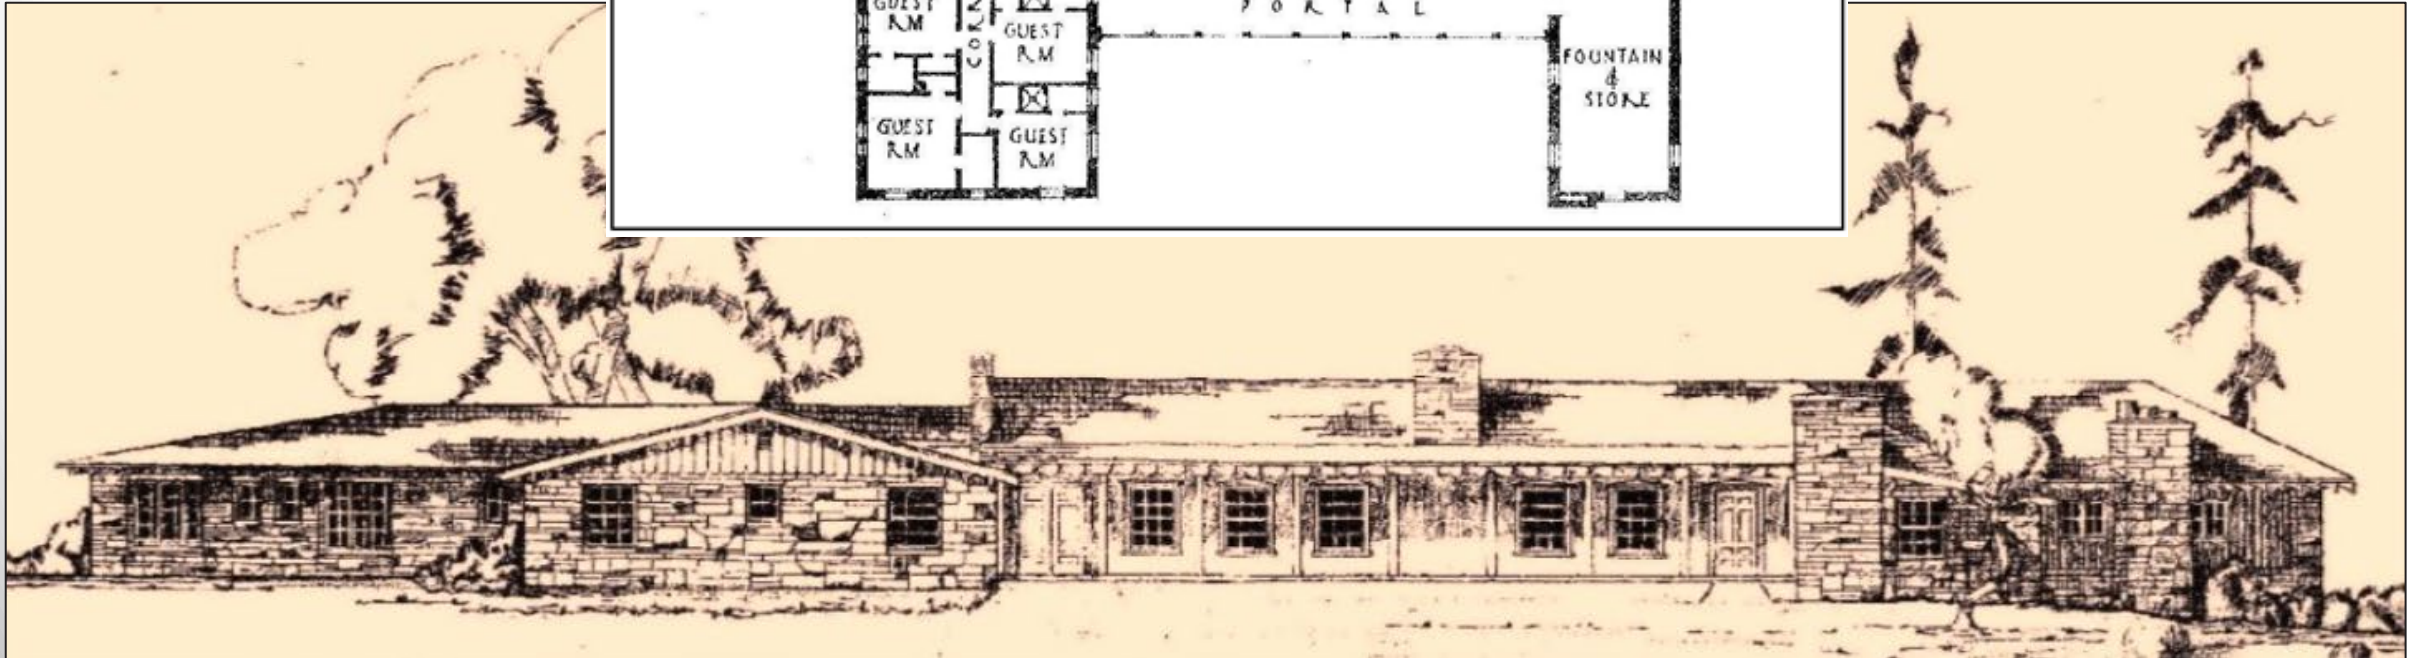 GUEST
RM
GUEST
RM
PORTAL
FOUNTAIN
&
STORE
GUEST
RM
GUEST
RM